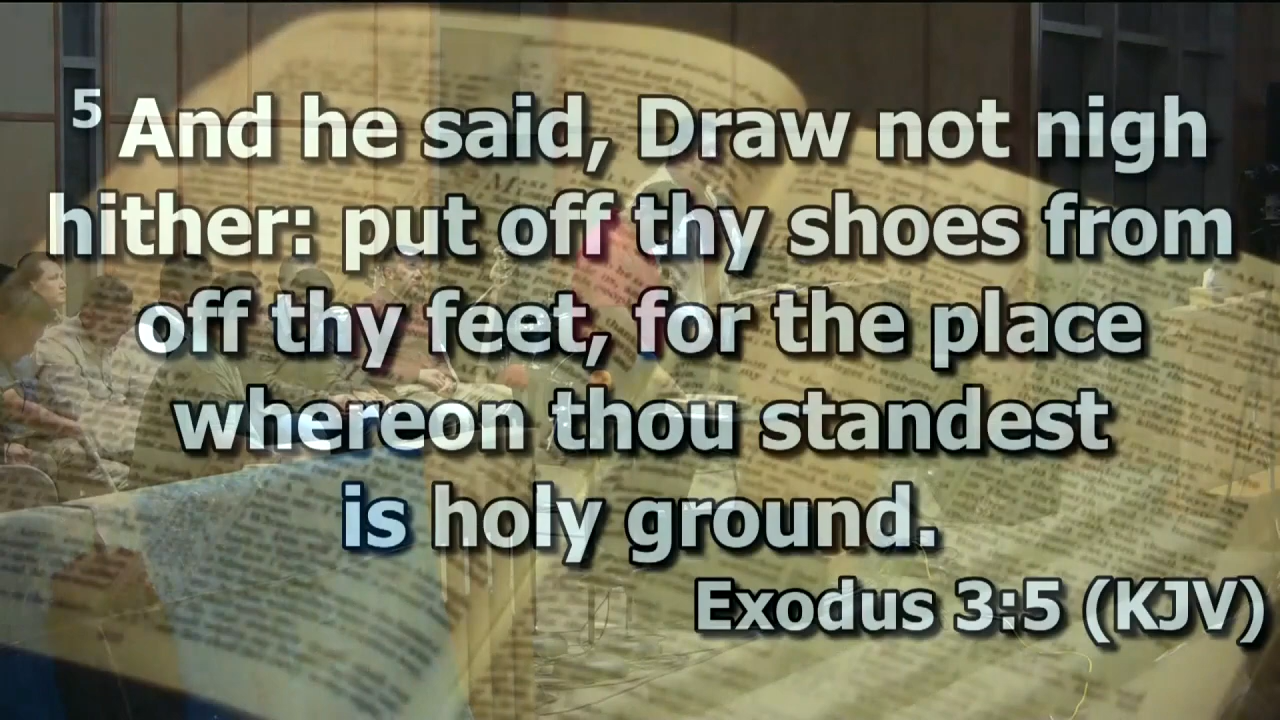 5 And he said, Draw not nigh
hither: put off thy shoes from
off thy feet, for the place
whereon thou standest
is holy ground.
Exodus 3:5 (KJV)